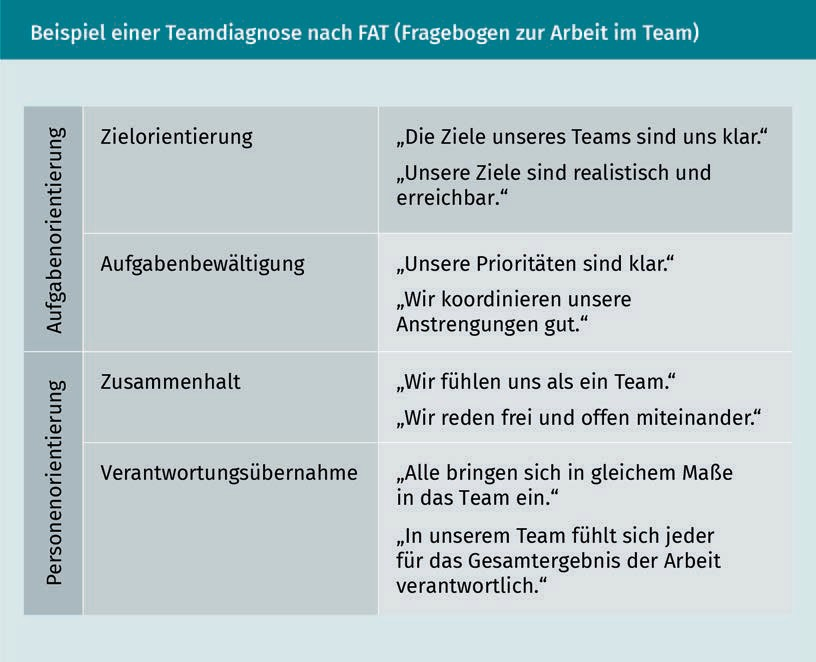 Beispiel einer Teamdiagnose nach FAT (Fragebogen zur Arbeit im Team)
Aufgabenorientierung
Zielorientierung
„Die Ziele unseres Teams sind uns klar.“
„Unsere Ziele sind realistisch und
erreichbar.“
Aufgabenbewältigung
„Unsere Prioritäten sind klar.“
„Wir koordinieren unsere
Anstrengungen gut.“
Personenorientierung
Zusammenhalt
„Wir fühlen uns als ein Team.“
„Wir reden frei und offen miteinander.“
Verantwortungsübernahme
„Alle bringen sich in gleichem Maße
in das Team ein.“
„In unserem Team fühlt sich jeder
für das Gesamtergebnis der Arbeit
verantwortlich.“